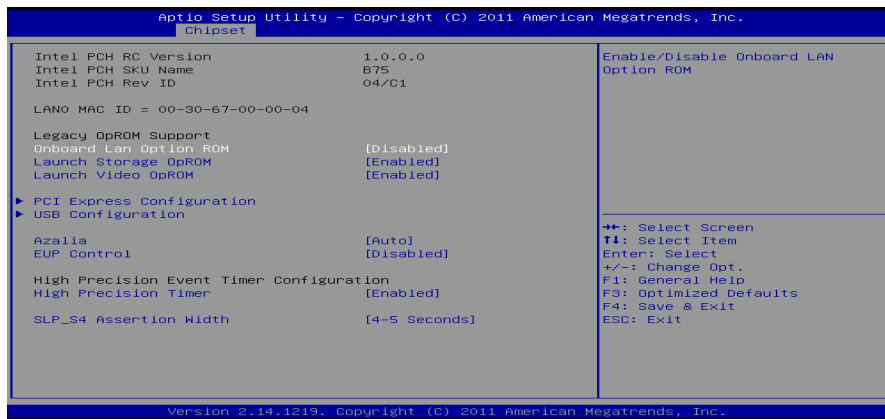 Aptio Setup Utility – Copyright (C) 2011 American Megatrends, Inc.
Chipset
Intel PCH RC Version 1.0.0.0
Intel PCH SKU Name B75
Intel PCH Rev ID 04/C1
LAN0 MAC ID = 00-30-67-00-00-04
Legacy OpROM Support
Onboard Lan Option ROM [Disabled]
Launch Storage OpROM [Enabled]
Launch Video OpROM [Enabled]
► PCI Express Configuration
► USB Configuration
Azalia [Auto]
EUP Control [Disabled]
High Precision Event Timer Configuration
High Precision Timer [Enabled]
SLP_S4 Assertion Width [4-5 Seconds]
Enable/Disable Onboard LAN
Option ROM
→←: Select Screen
↑↓: Select Item
Enter: Select
+/-: Change Opt.
F1: General Help
F3: Optimized Defaults
F4: Save & Exit
ESC: Exit
Version 2.14.1219. Copyright (C) 2011 American Megatrends, Inc.